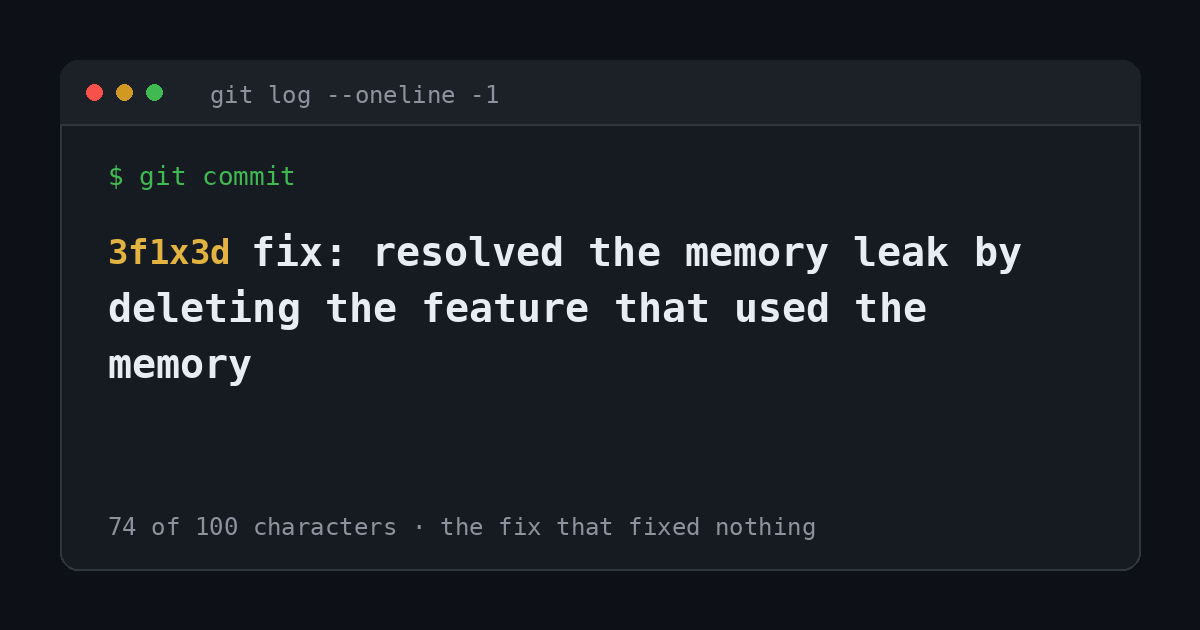 git log --oneline -1
$ git commit
3f1x3d fix: resolved the memory leak by
deleting the feature that used the
memory
74 of 100 characters · the fix that fixed nothing